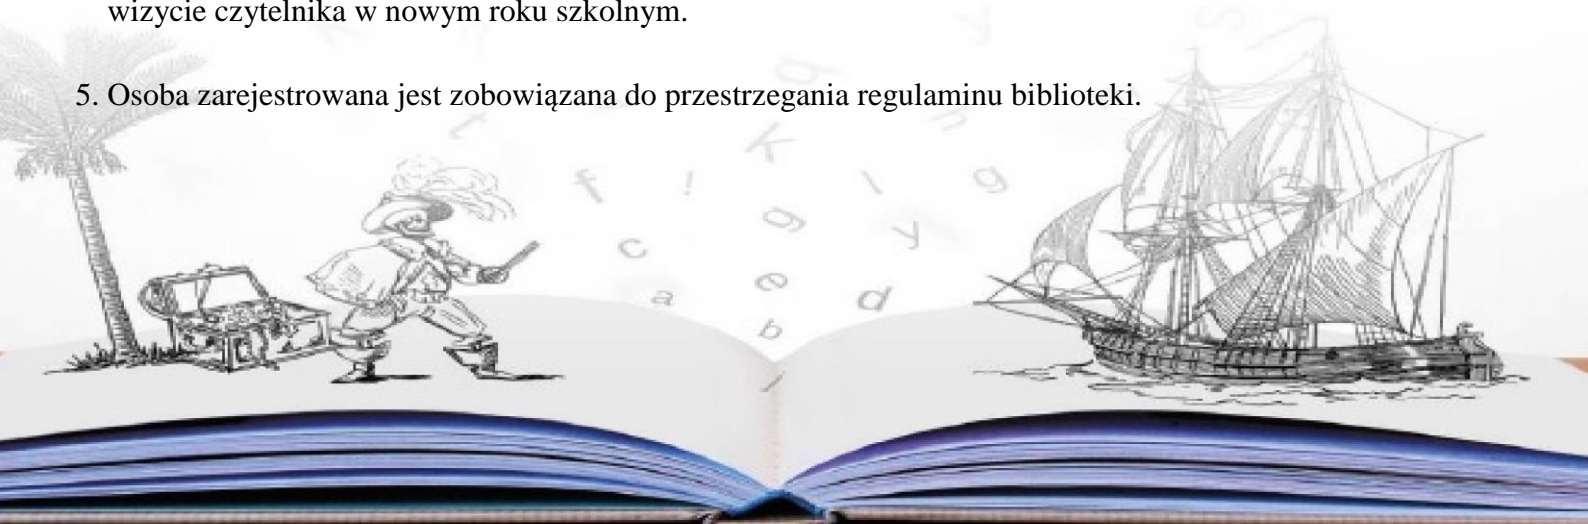 wizycie czytelnika w nowym roku szkolnym.
5. Osoba zarejestrowana jest zobowiązana do przestrzegania regulaminu biblioteki.